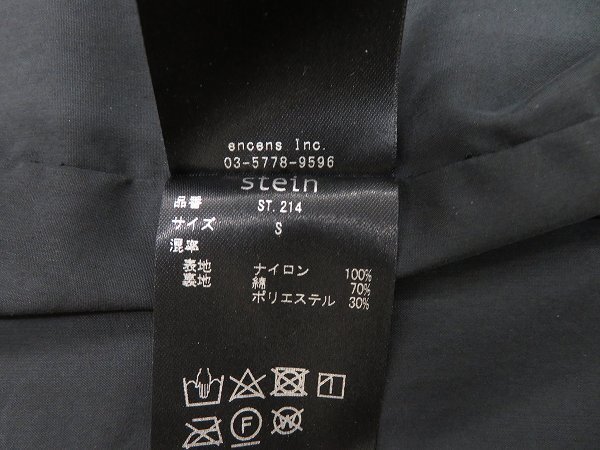 encens Inc.
03-5778-9596
stein
品番 ST.214
サイズ S
混率
表地 ナイロン 100%
裏地 綿 70%
ポリエステル 30%
F
W